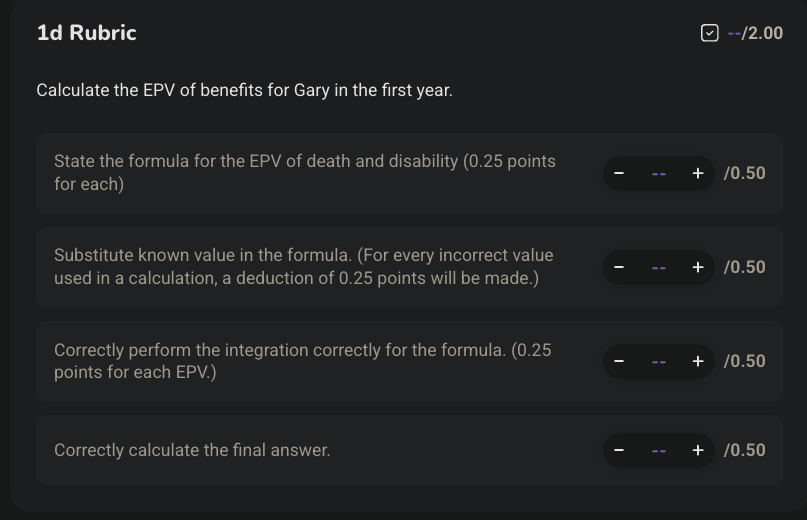 1d Rubric
--/2.00
Calculate the EPV of benefits for Gary in the first year.
State the formula for the EPV of death and disability (0.25 points
for each)
− -- + /0.50
Substitute known value in the formula. (For every incorrect value
used in a calculation, a deduction of 0.25 points will be made.)
− -- + /0.50
Correctly perform the integration correctly for the formula. (0.25
points for each EPV.)
− -- + /0.50
Correctly calculate the final answer.
− -- + /0.50